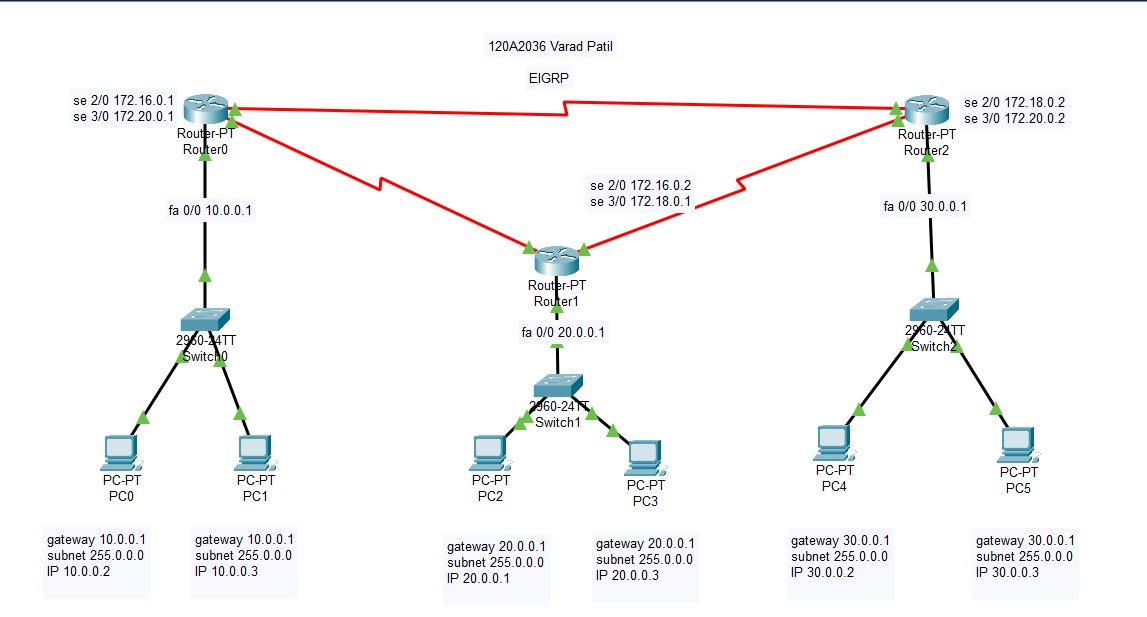 120A2036 Varad Patil
EIGRP
se 2/0 172.16.0.1
se 3/0 172.20.0.1
Router-PT
Router0
se 2/0 172.18.0.2
se 3/0 172.20.0.2
Router-PT
Router2
se 2/0 172.16.0.2
se 3/0 172.18.0.1
Router-PT
Router1
fa 0/0 10.0.0.1
fa 0/0 20.0.0.1
fa 0/0 30.0.0.1
2960-24TT
Switch0
2960-24TT
Switch1
2960-24TT
Switch2
PC-PT
PC0
PC-PT
PC1
PC-PT
PC2
PC-PT
PC3
PC-PT
PC4
PC-PT
PC5
gateway 10.0.0.1
subnet 255.0.0.0
IP 10.0.0.2
gateway 10.0.0.1
subnet 255.0.0.0
IP 10.0.0.3
gateway 20.0.0.1
subnet 255.0.0.0
IP 20.0.0.1
gateway 20.0.0.1
subnet 255.0.0.0
IP 20.0.0.3
gateway 30.0.0.1
subnet 255.0.0.0
IP 30.0.0.2
gateway 30.0.0.1
subnet 255.0.0.0
IP 30.0.0.3